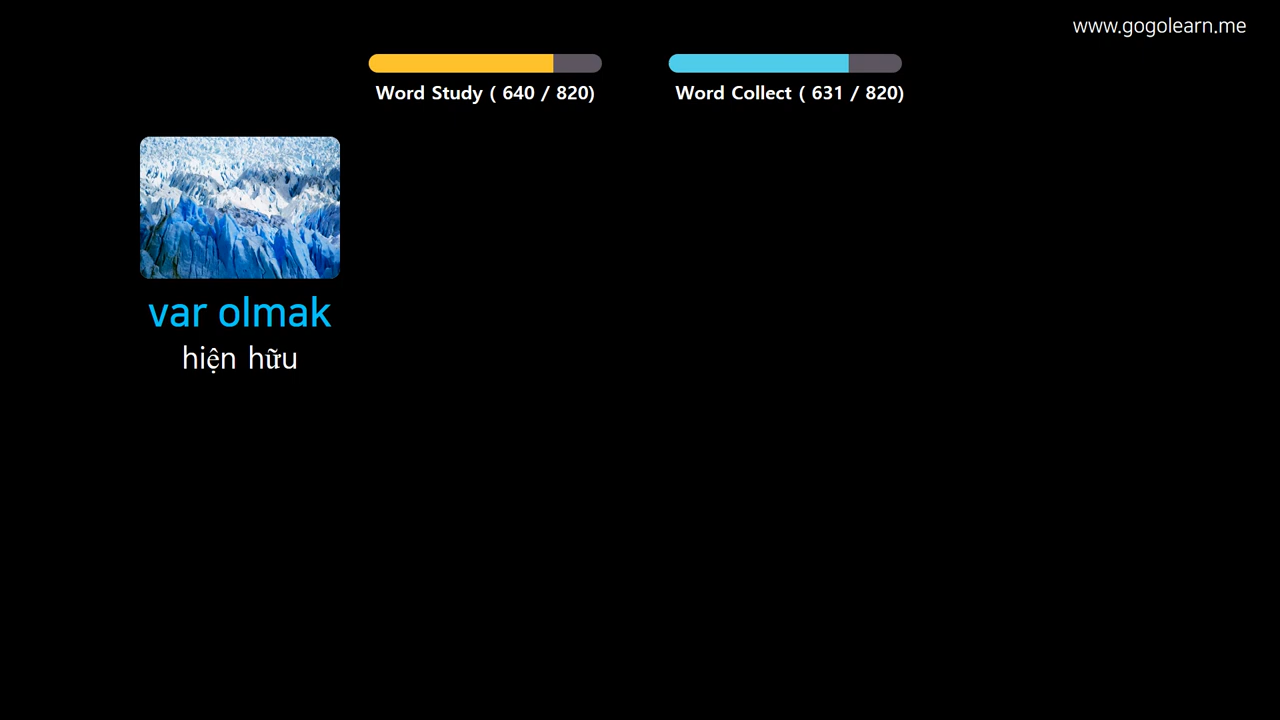 www.gogolearn.me
Word Study ( 640 / 820)
Word Collect ( 631 / 820)
var olmak
hiện hữu